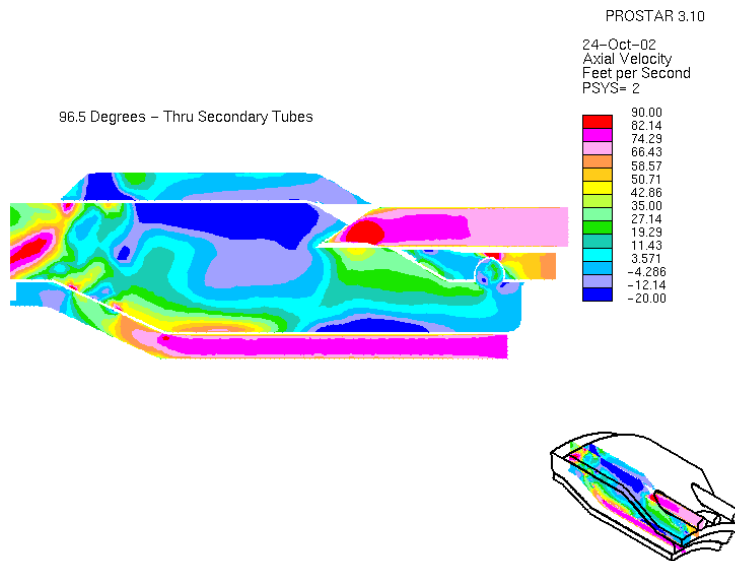 PROSTAR 3.10
24-Oct-02
Axial Velocity
Feet per Second
PSYS= 2
96.5 Degrees - Thru Secondary Tubes
90.00
82.14
74.29
66.43
58.57
50.71
42.86
35.00
27.14
19.29
11.43
3.571
-4.286
-12.14
-20.00